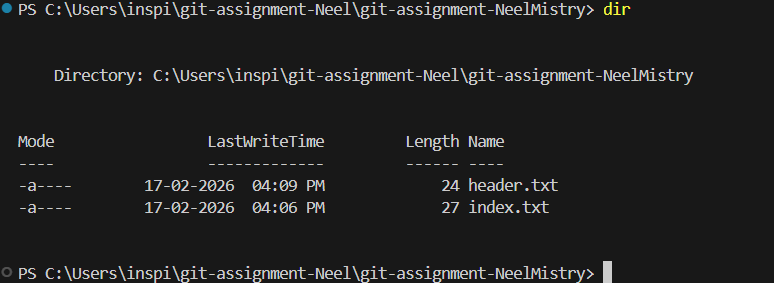 PS C:\Users\inspi\git-assignment-Neel\git-assignment-NeelMistry> dir
Directory: C:\Users\inspi\git-assignment-Neel\git-assignment-NeelMistry
Mode LastWriteTime Length Name
---- ------------- ------ ----
-a---- 17-02-2026 04:09 PM 24 header.txt
-a---- 17-02-2026 04:06 PM 27 index.txt
PS C:\Users\inspi\git-assignment-Neel\git-assignment-NeelMistry>